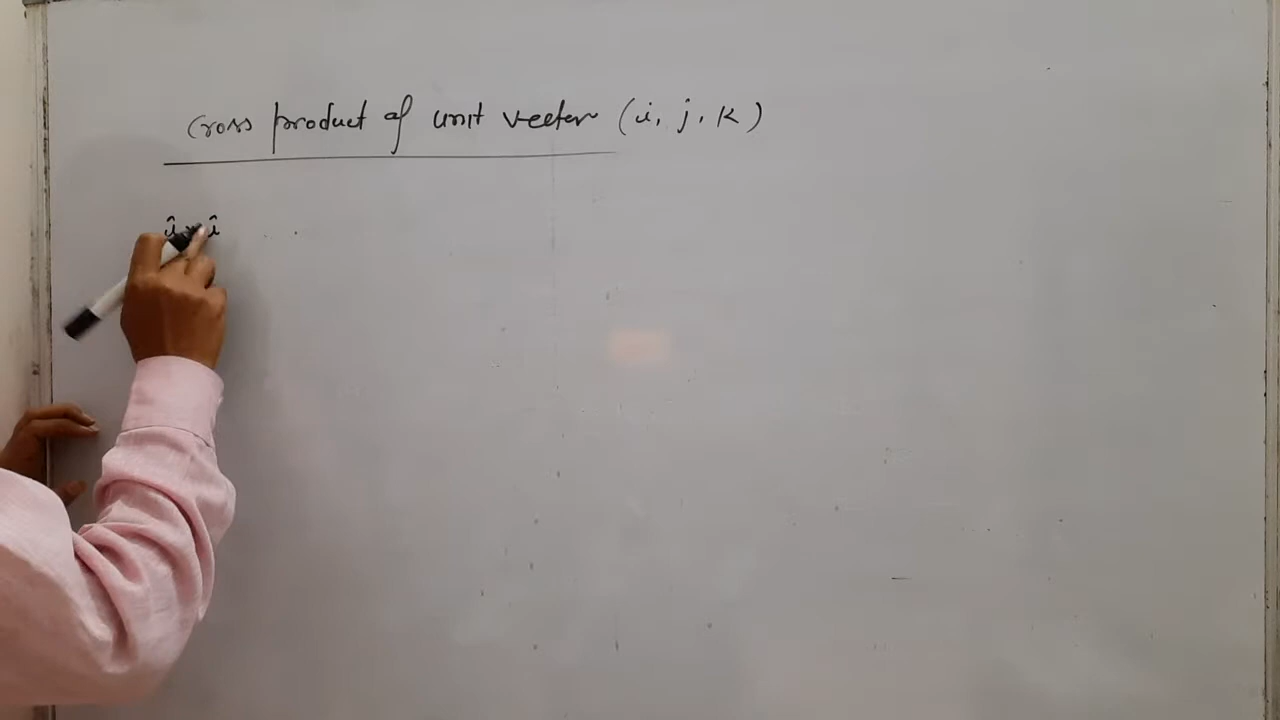 Cross product of unit vector (i, j, k)
î × î